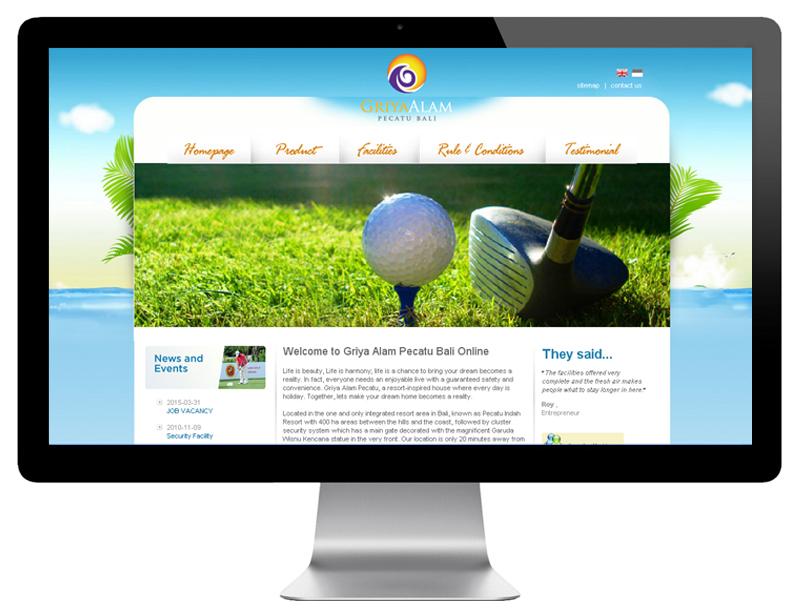 sitemap | contact us
GRIYAALAM
PECATU BALI
Homepage Product Facilities Rule & Conditions Testimonial
News and
Events
2015-03-31
JOB VACANCY
2010-11-09
Security Facility
Welcome to Griya Alam Pecatu Bali Online
Life is beauty, Life is harmony; life is a chance to bring your dream becomes a
reality. In fact, everyone needs an enjoyable live with a guaranteed safety and
convenience. Griya Alam Pecatu, a resort-inspired house where every day is
holiday. Together, lets make your dream home becomes a reality.
Located in the one and only integrated resort area in Bali, known as Pecatu Indah
Resort with 400 ha areas between the hills and the coast, followed by cluster
security system which has a main gate decorated with the magnificent Garuda
Wisnu Kencana statue in the very front. Our location is only 20 minutes away from
They said...
"The facilities offered very
complete and the fresh air makes
people what to stay longer in here."
Roy ,
Entrepreneur